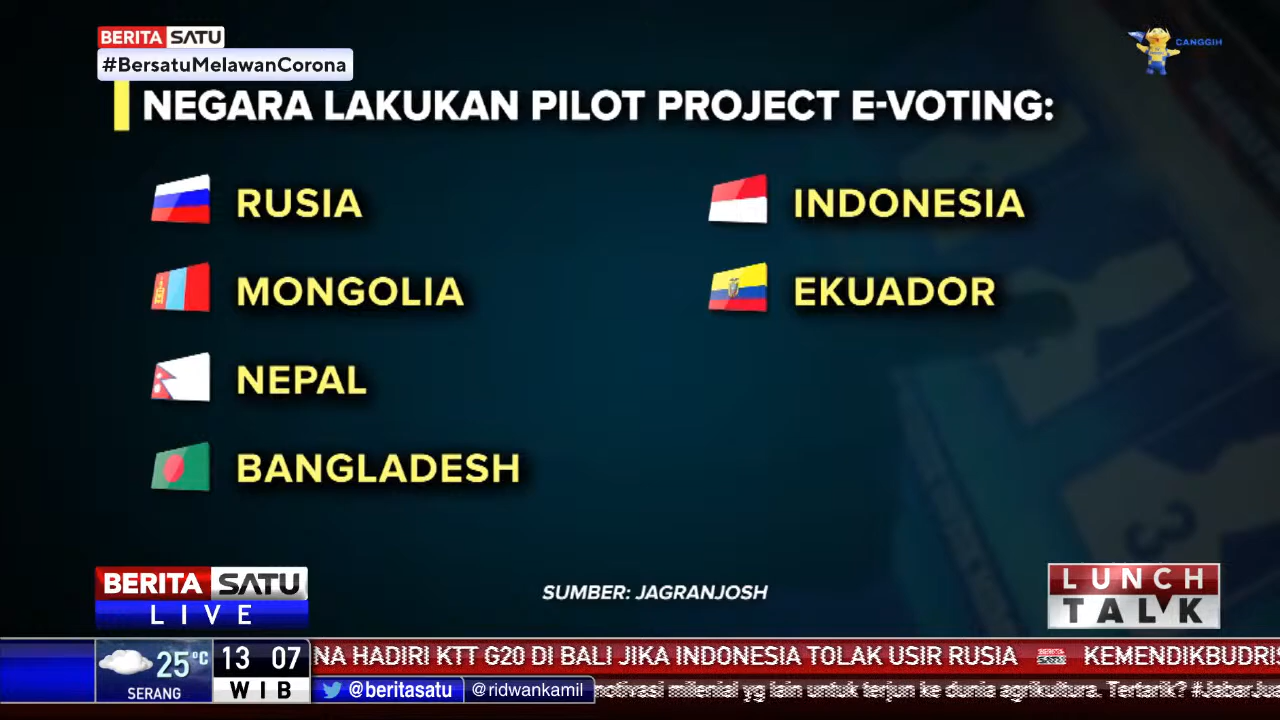 BERITA SATU
#BersatuMelawanCorona
CANGGIH
NEGARA LAKUKAN PILOT PROJECT E-VOTING:
RUSIA
MONGOLIA
NEPAL
BANGLADESH
INDONESIA
EKUADOR
SUMBER: JAGRANJOSH
BERITA SATU
LIVE
LUNCH
TALK
25°C
SERANG
13 07
WIB
NA HADIRI KTT G20 DI BALI JIKA INDONESIA TOLAK USIR RUSIA
KEMENDIKBUDRIS
@beritasatu
@ridwankamil
motivasi milenial yg lain untuk terjun ke dunia agrikultura. Tertarik? #JabarJua